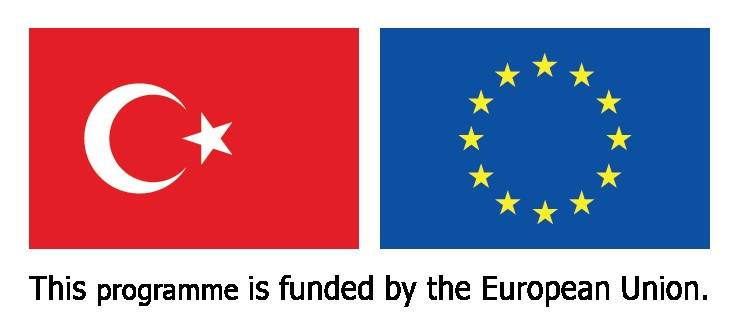 This programme is funded by the European Union.